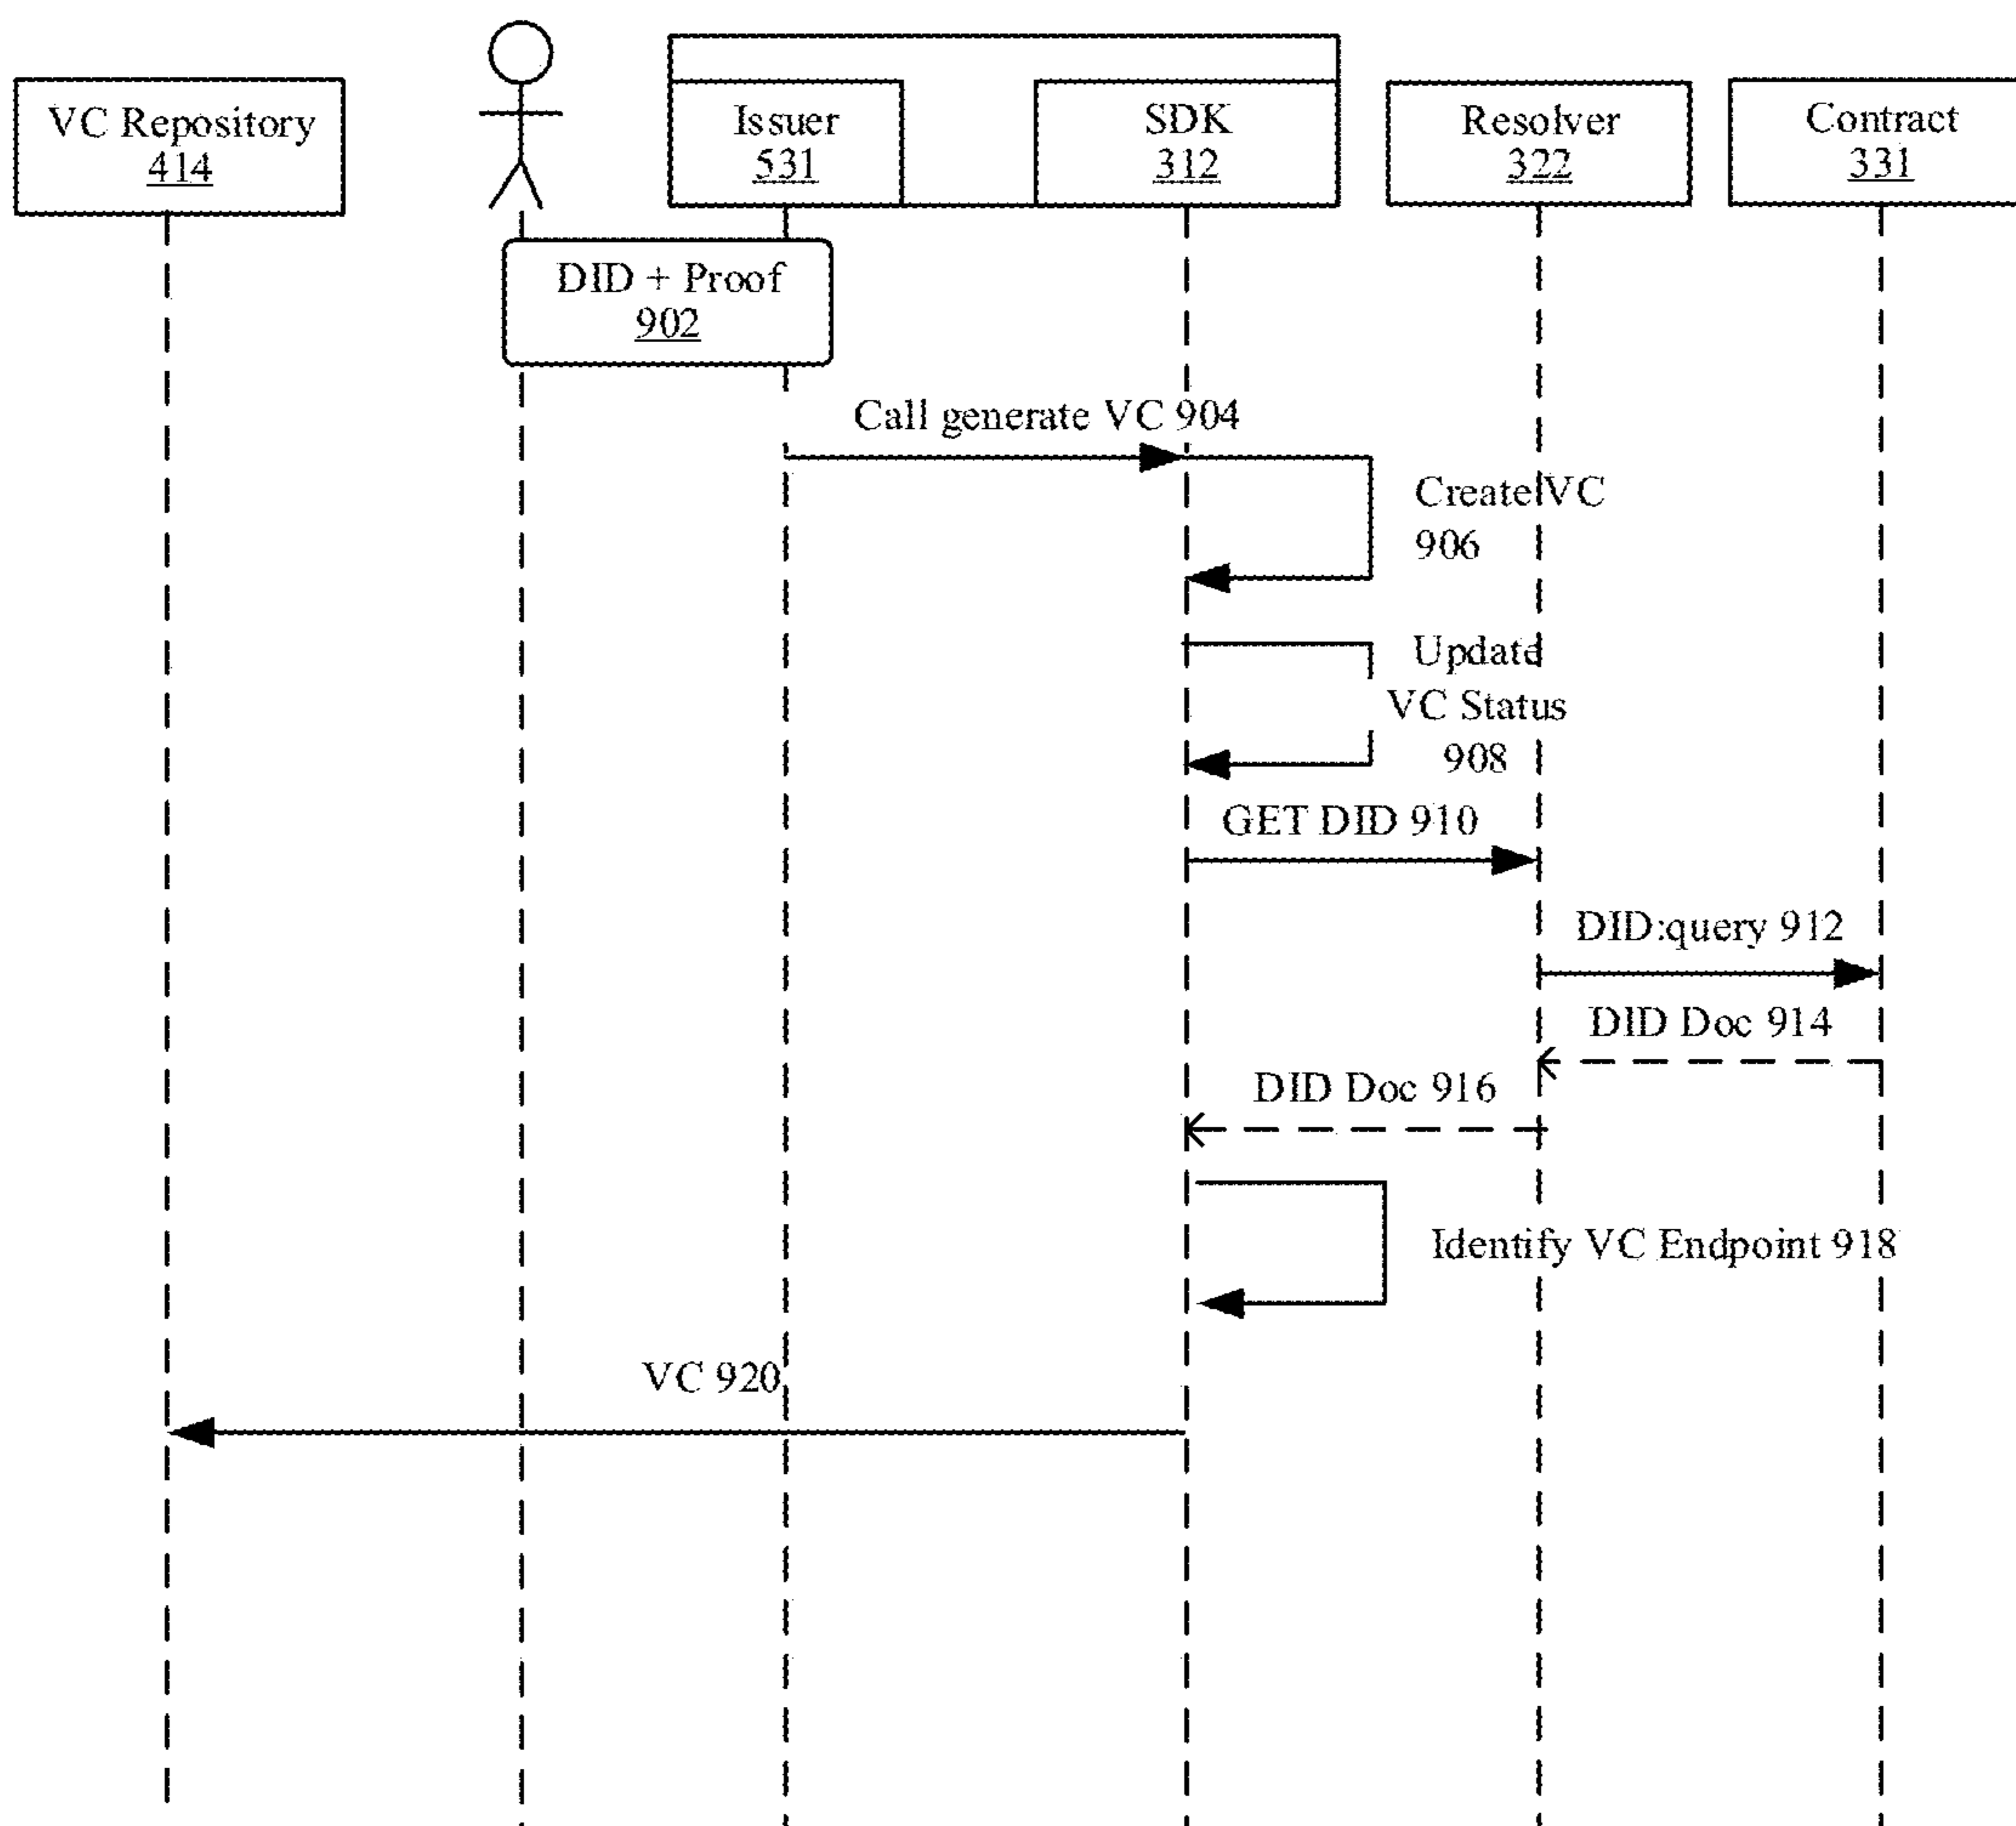 VC Repository
414
Issuer
531
SDK
312
Resolver
322
Contract
331
DID + Proof
902
Call generate VC 904
Create VC
906
Update
VC Status
908
GET DID 910
DID:query 912
DID Doc 914
DID Doc 916
Identify VC Endpoint 918
VC 920